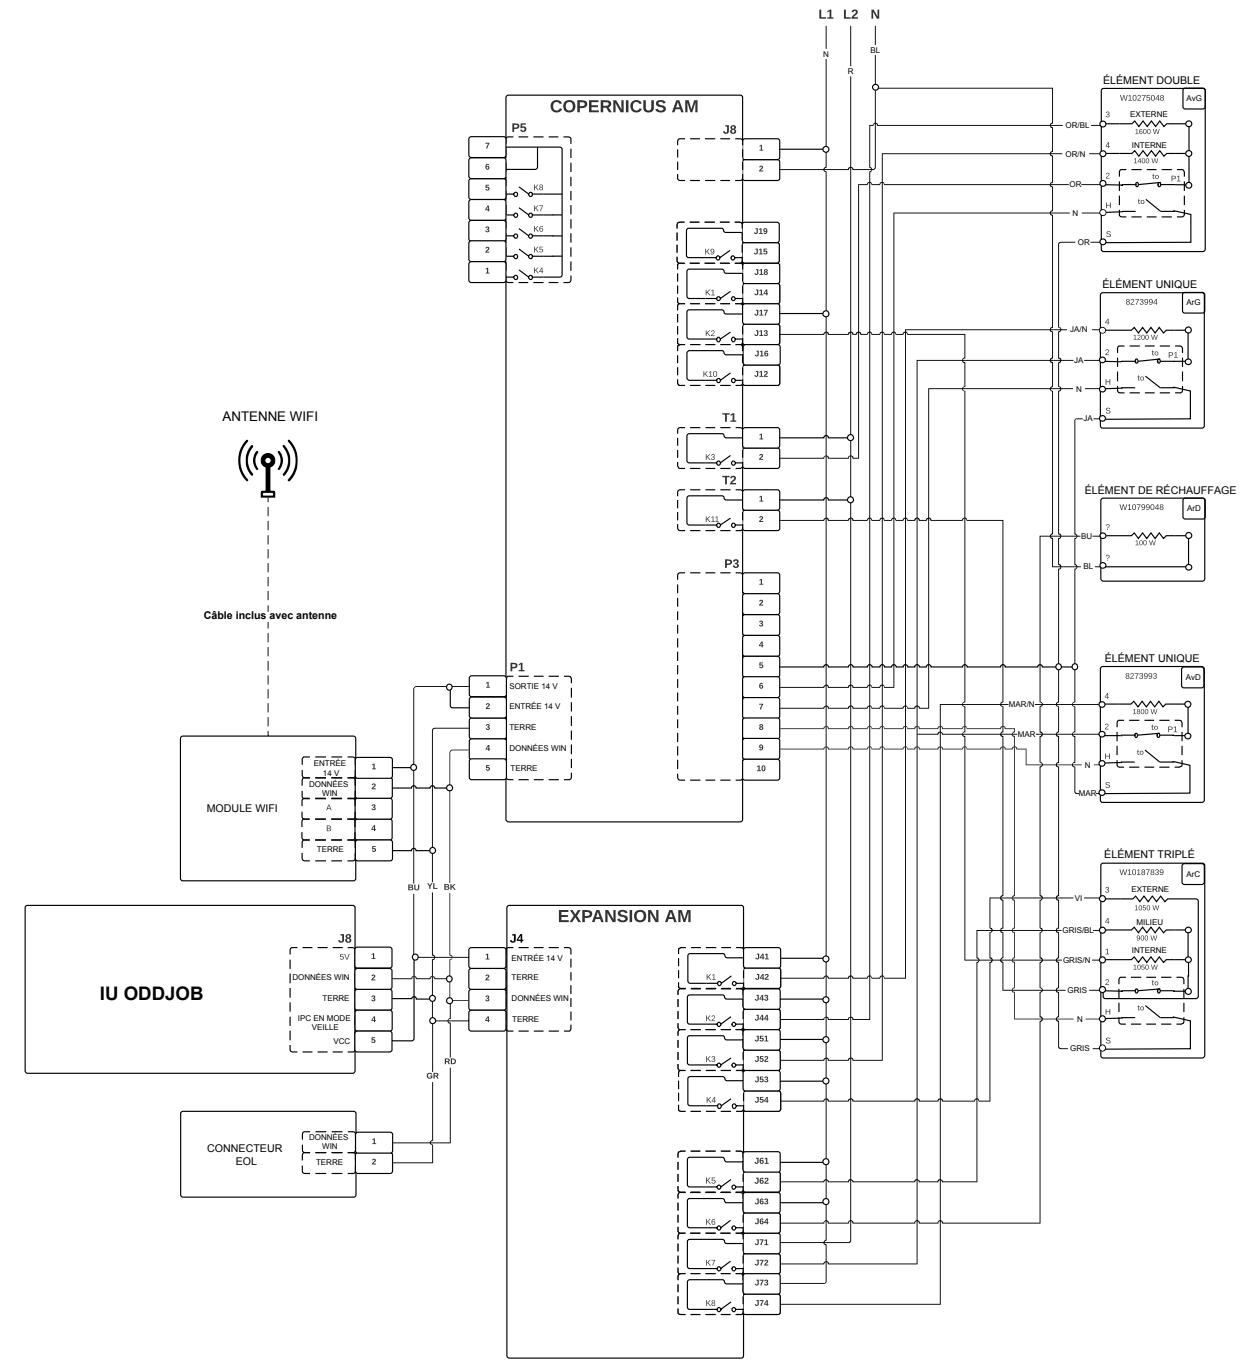 L1 L2 N
N
R
BL
COPERNICUS AM
P5
7
6
5 K8
4 K7
3 K6
2 K5
1 K4
J8
1
2
J19
K9 J15
J18
K1 J14
J17
K2 J13
J16
K10 J12
T1
1
K3 2
T2
1
K11 2
P3
1
2
3
4
5
6
7
8
9
10
P1
1 SORTIE 14 V
2 ENTRÉE 14 V
3 TERRE
4 DONNÉES WIN
5 TERRE
ANTENNE WIFI
Câble inclus avec antenne
MODULE WIFI
ENTRÉE
14 V
1
DONNÉES
WIN
2
A 3
B 4
TERRE 5
BU YL BK
IU ODDJOB
J8
5V 1
DONNÉES WIN 2
TERRE 3
IPC EN MODE
VEILLE
4
VCC 5
RD
GR
CONNECTEUR
EOL
DONNÉES
WIN
1
TERRE 2
EXPANSION AM
J4
1 ENTRÉE 14 V
2 TERRE
3 DONNÉES WIN
4 TERRE
J41
K1 J42
J43
K2 J44
J51
K3 J52
J53
K4 J54
J61
K5 J62
J63
K6 J64
J71
K7 J72
J73
K8 J74
ÉLÉMENT DOUBLE
W10275048 AvG
OR/BL 3 EXTERNE
1600 W
OR/N 4 INTERNE
1400 W
OR 2 to P1
N H to
OR S
ÉLÉMENT UNIQUE
8273994 ArG
JA/N 4
1200 W
JA 2 to P1
N H to
JA S
ÉLÉMENT DE RÉCHAUFFAGE
W10799048 ArD
BU ?
100 W
BL ?
ÉLÉMENT UNIQUE
8273993 AvD
MAR/N 4
1800 W
MAR 2 to P1
N H to
MAR S
ÉLÉMENT TRIPLÉ
W10187839 ArC
VI 3 EXTERNE
1050 W
GRIS/BL 4 MILIEU
900 W
GRIS/N 1 INTERNE
1050 W
GRIS 2 to
N H to
GRIS S